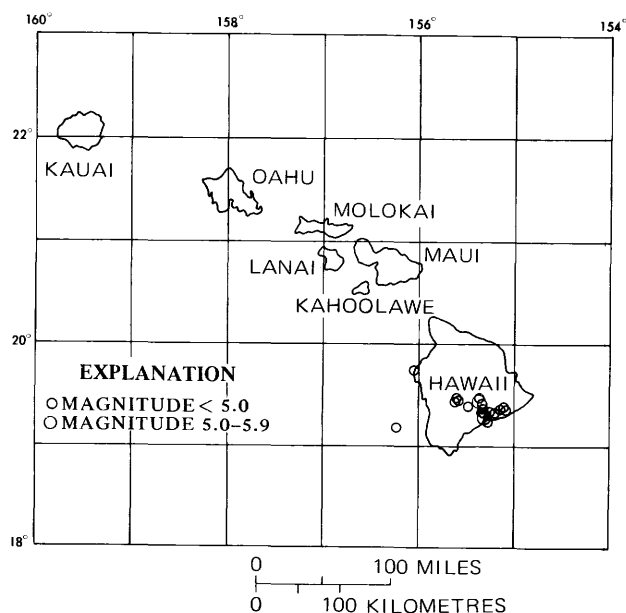 160° 158° 156° 154°
22°
KAUAI
OAHU
MOLOKAI
LANAI
MAUI
KAHOOLAWE
20°
EXPLANATION
HAWAII
○ MAGNITUDE < 5.0
○ MAGNITUDE 5.0–5.9
18°
0 100 MILES
0 100 KILOMETRES